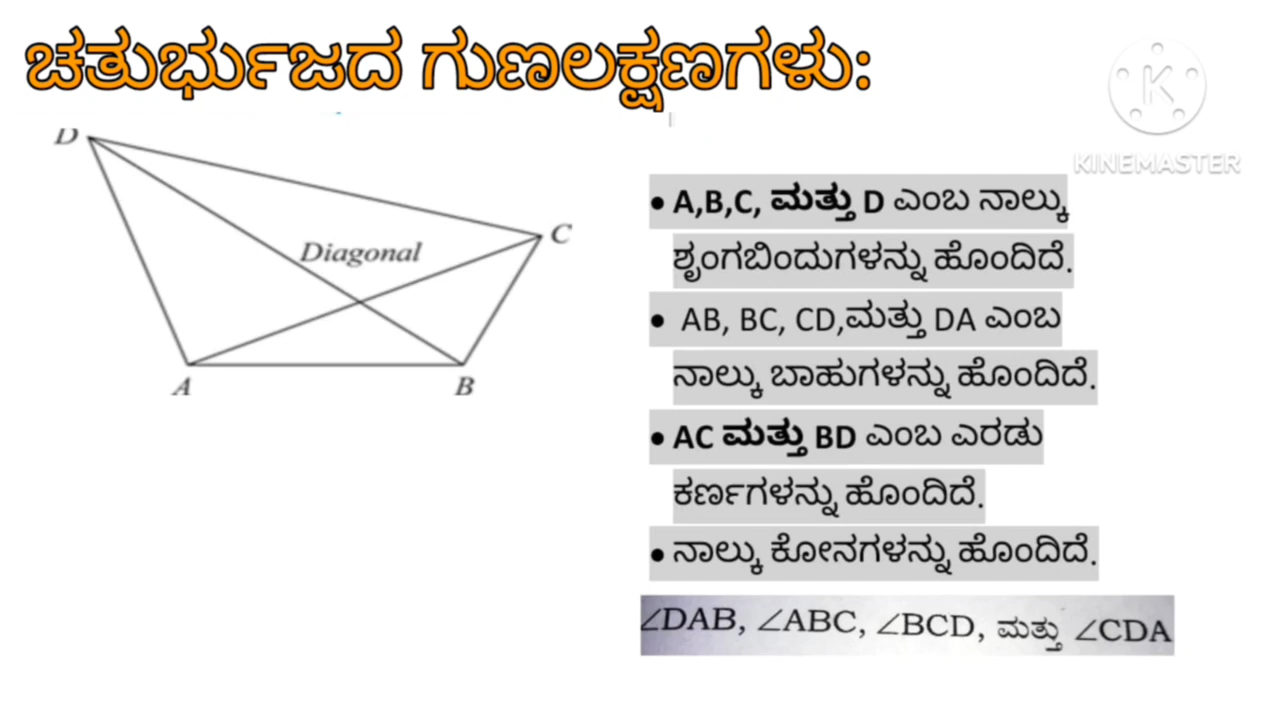 ಚತುರ್ಭುಜದ ಗುಣಲಕ್ಷಣಗಳು:
K
KINEMASTER
D
C
Diagonal
A
B
• A,B,C, ಮತ್ತು D ಎಂಬ ನಾಲ್ಕು
ಶೃಂಗಬಿಂದುಗಳನ್ನು ಹೊಂದಿದೆ.
• AB, BC, CD,ಮತ್ತು DA ಎಂಬ
ನಾಲ್ಕು ಬಾಹುಗಳನ್ನು ಹೊಂದಿದೆ.
• AC ಮತ್ತು BD ಎಂಬ ಎರಡು
ಕರ್ಣಗಳನ್ನು ಹೊಂದಿದೆ.
• ನಾಲ್ಕು ಕೋನಗಳನ್ನು ಹೊಂದಿದೆ.
∠DAB, ∠ABC, ∠BCD, ಮತ್ತು ∠CDA